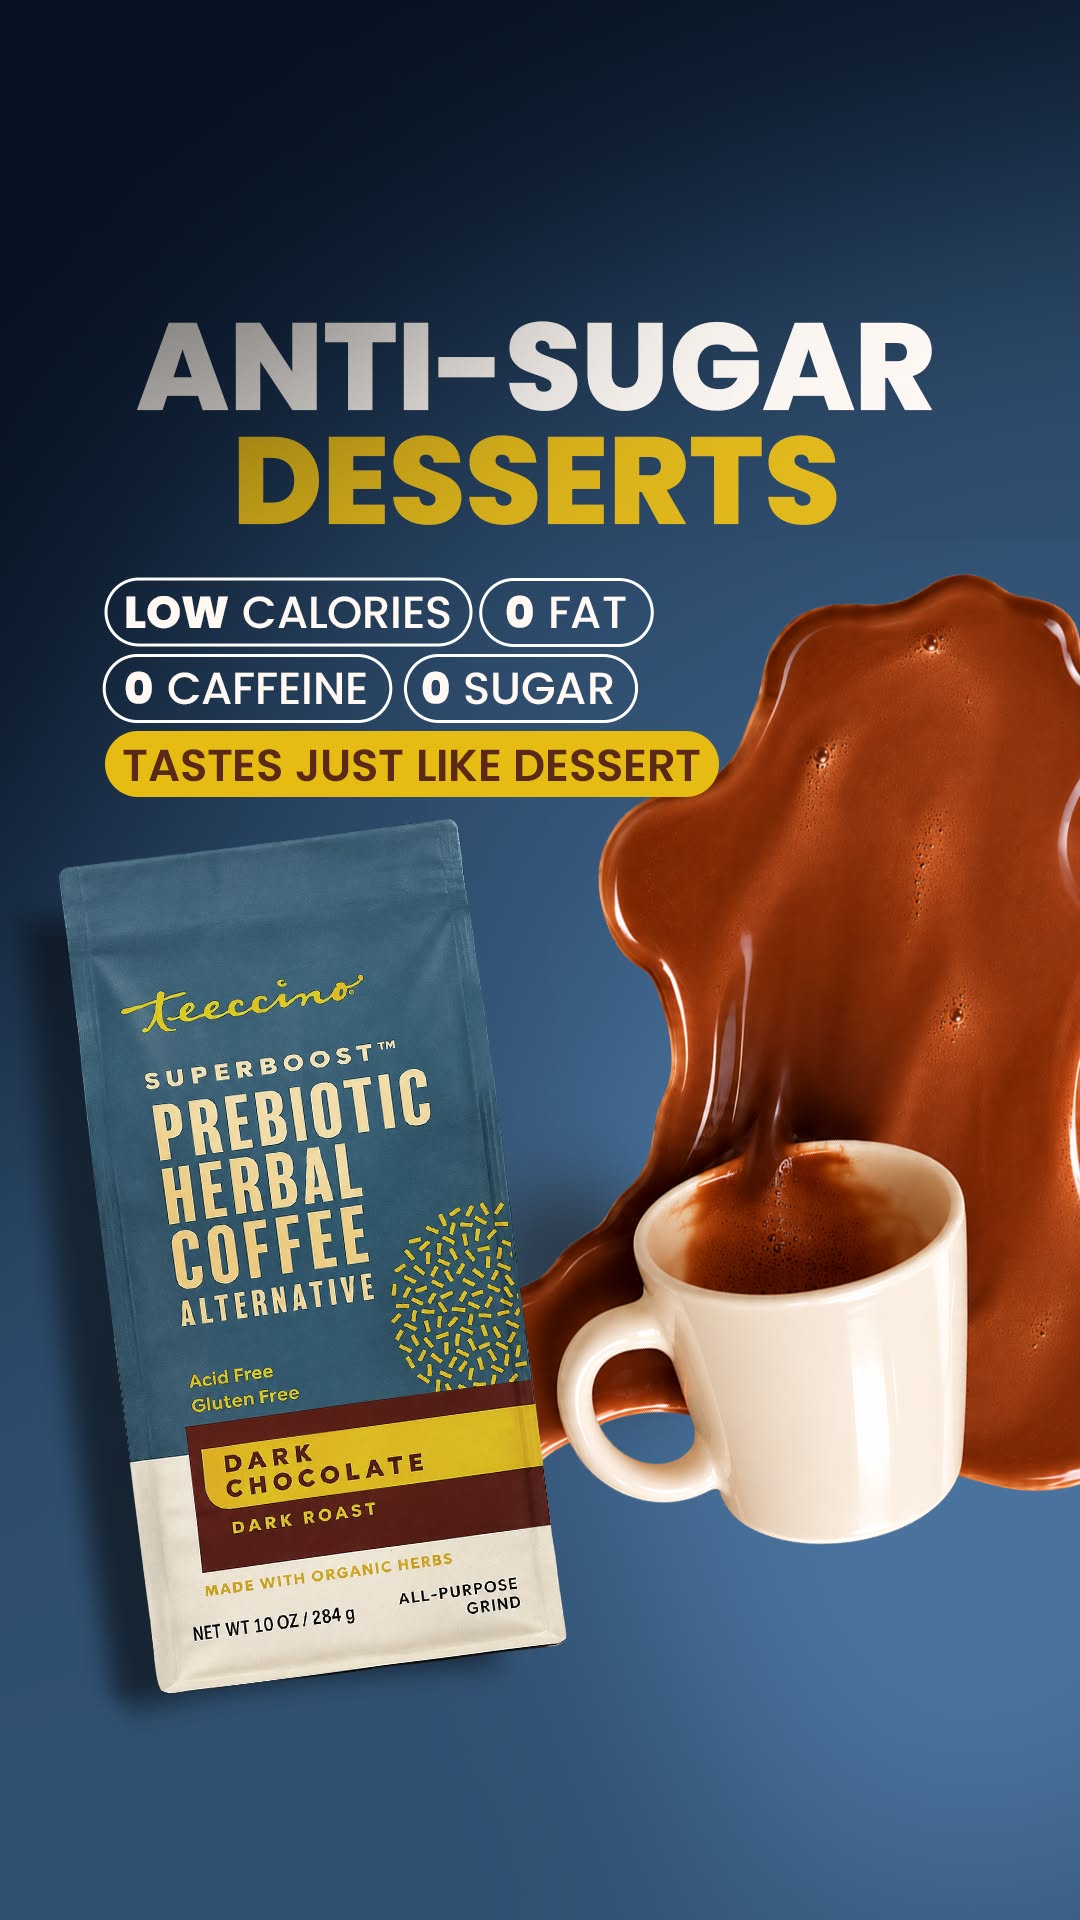 ANTI-SUGAR
DESSERTS
LOW CALORIES
0 FAT
0 CAFFEINE
0 SUGAR
TASTES JUST LIKE DESSERT
teeccino®
SUPERBOOST™
PREBIOTIC
HERBAL
COFFEE
ALTERNATIVE
Acid Free
Gluten Free
DARK
CHOCOLATE
DARK ROAST
MADE WITH ORGANIC HERBS
NET WT 10 OZ / 284 g
ALL-PURPOSE
GRIND